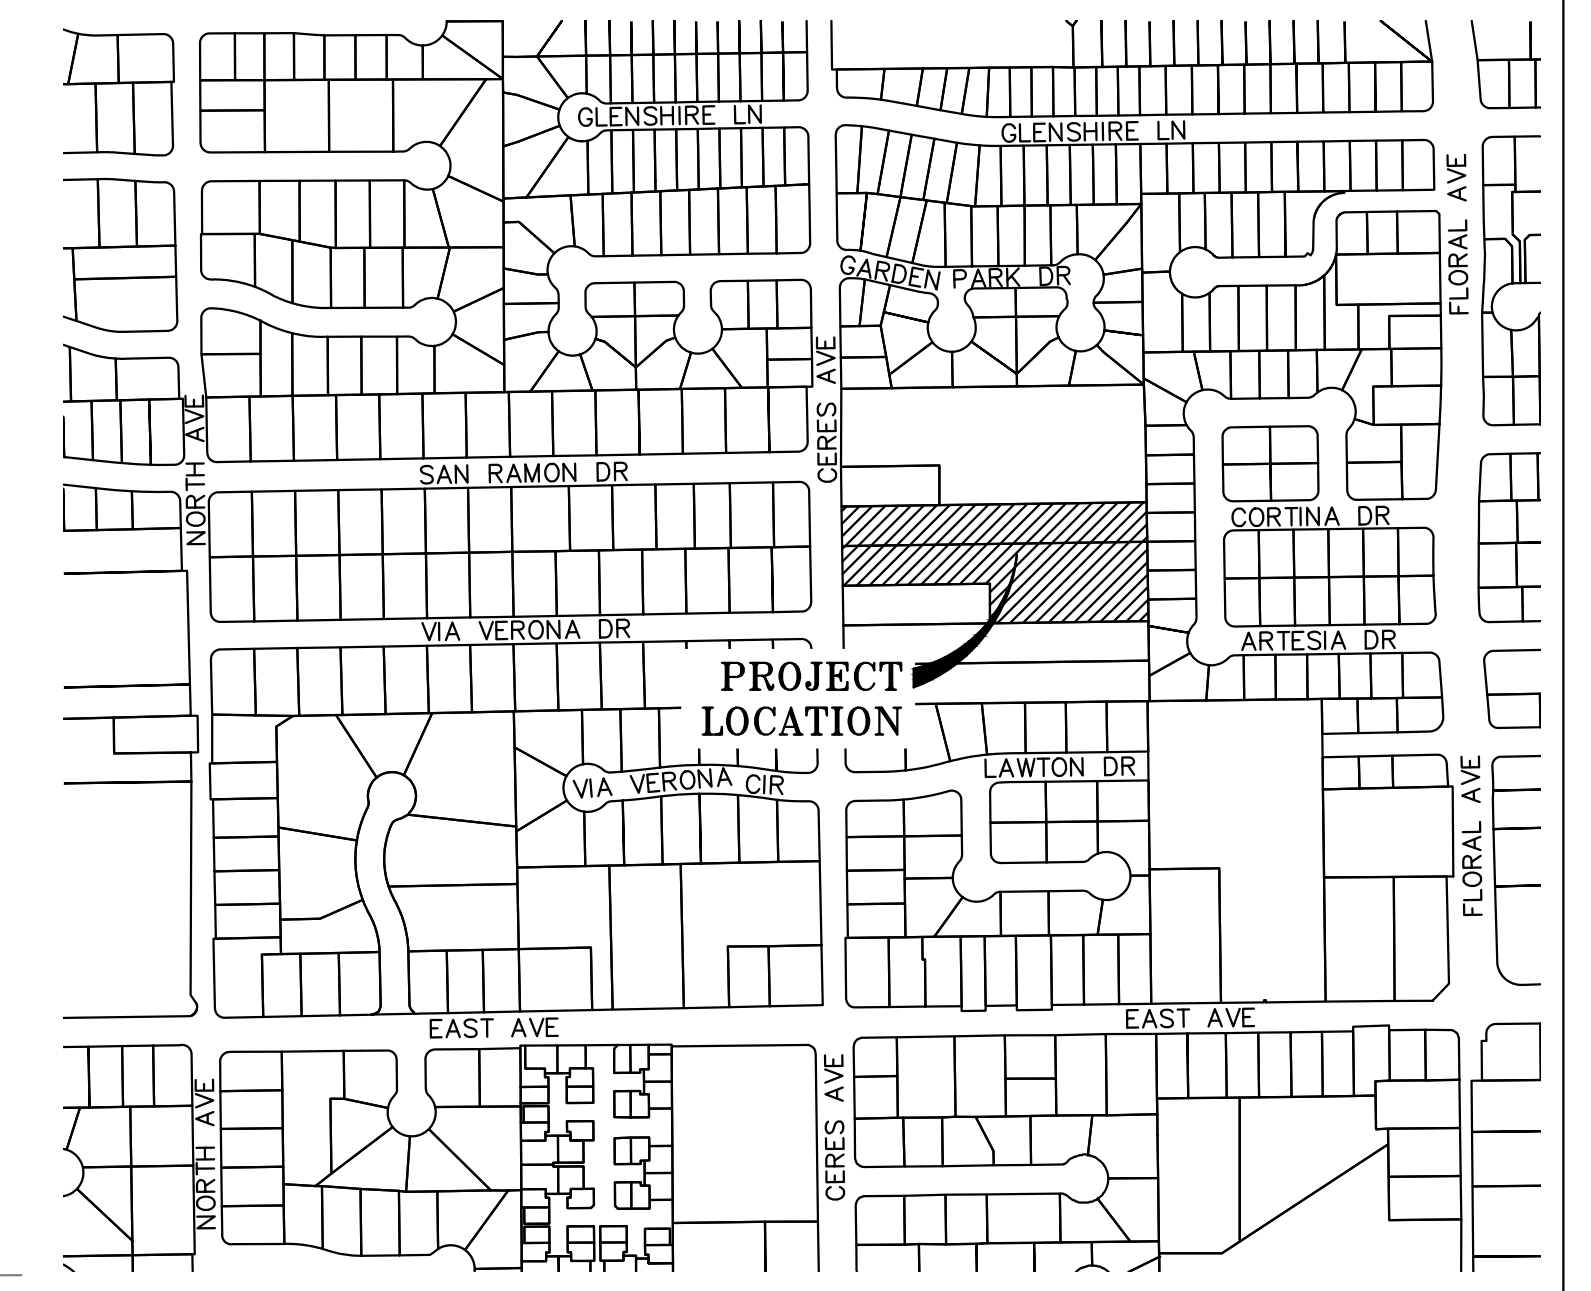 GLENSHIRE LN
GLENSHIRE LN
FLORAL AVE
GARDEN PARK DR
CERES AVE
NORTH AVE
SAN RAMON DR
CORTINA DR
VIA VERONA DR
ARTESIA DR
PROJECT
LOCATION
LAWTON DR
VIA VERONA CIR
FLORAL AVE
EAST AVE
EAST AVE
NORTH AVE
CERES AVE